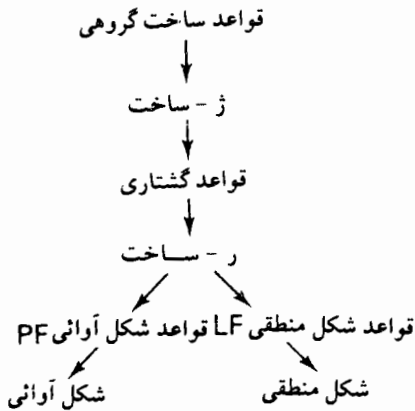 قواعد ساخت گروهی
ژ - ساخت
قواعد گشتاری
ر - ساخت
قواعد شکل منطقی LF قواعد شکل آوائی PF
شکل منطقی شکل آوائی